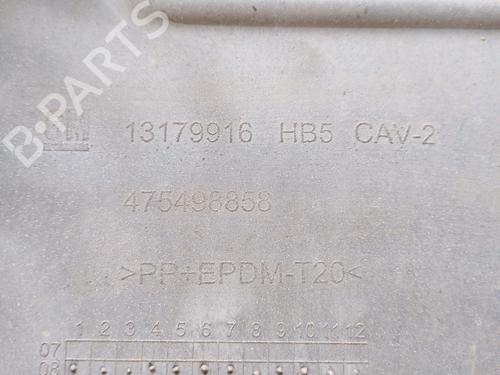 B-PARTS
GM 13179916 HB5 CAV-2
475498858
>PP+EPDM-T20<
1 2 3 4 5 6 7 8 9 10 11 12
07
08